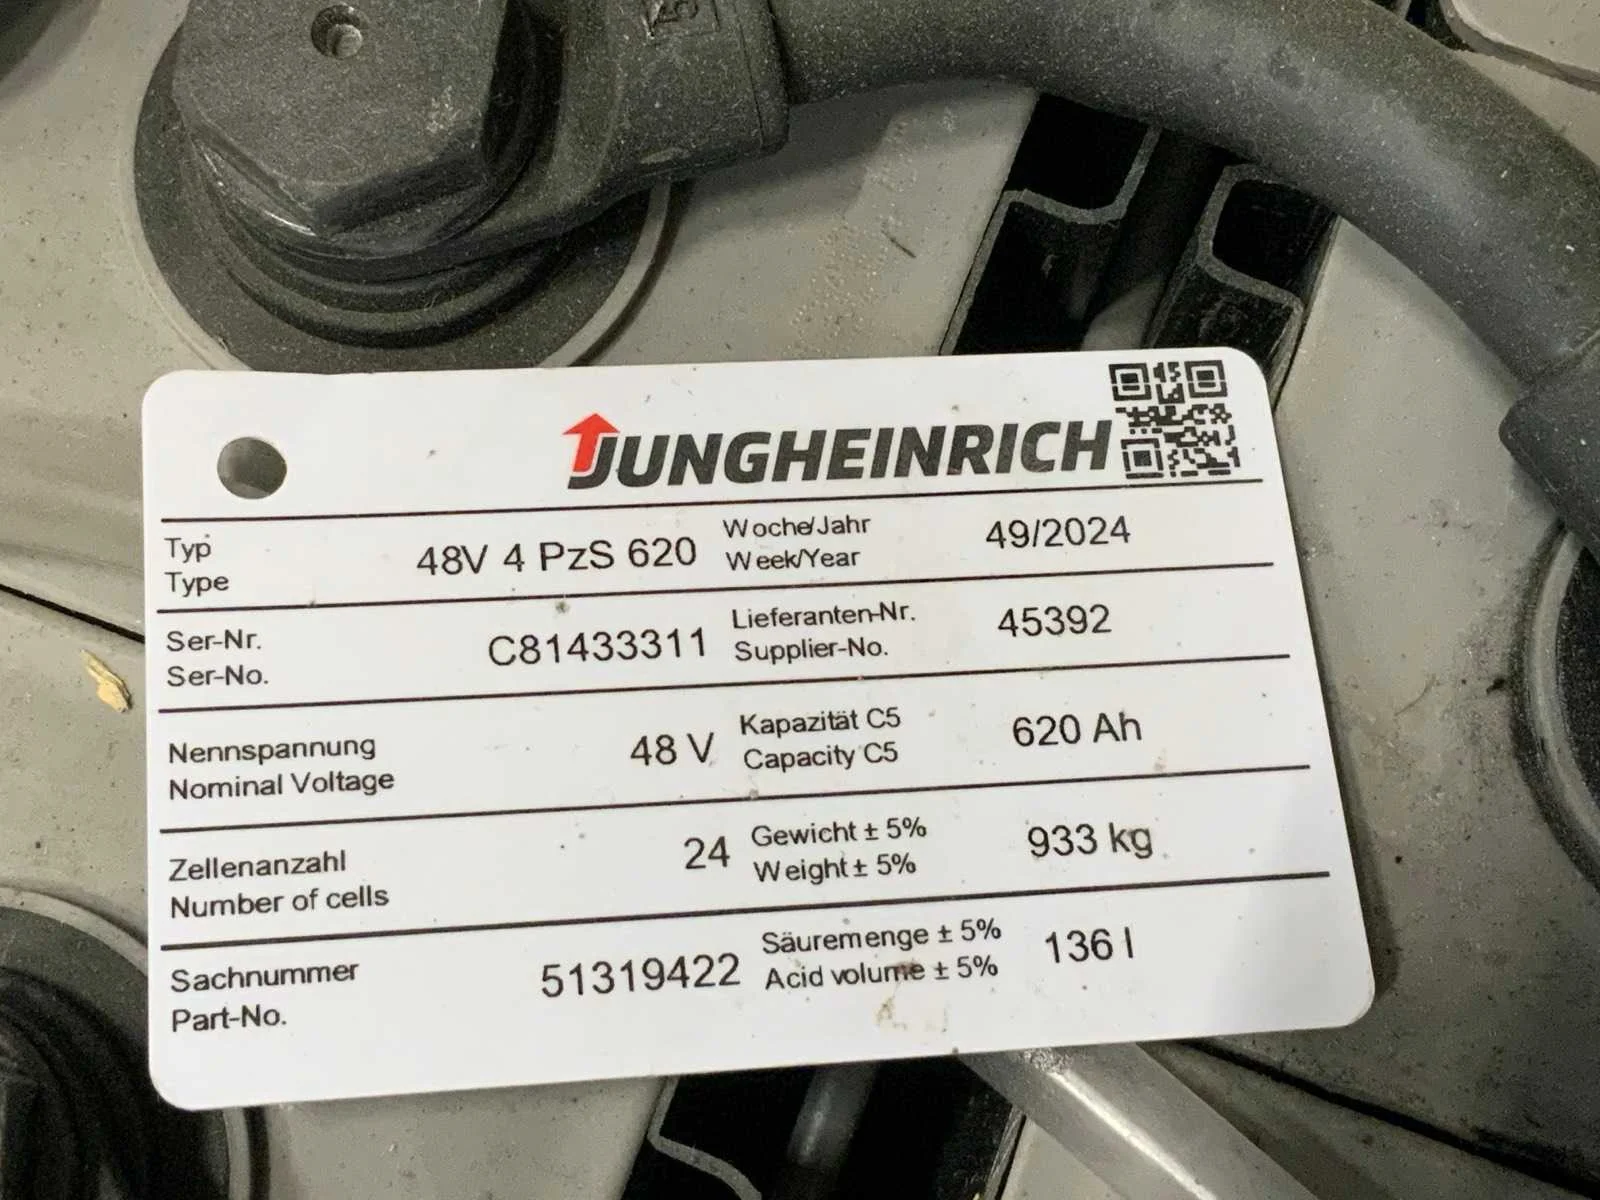 JUNGHEINRICH
Typ
Type
48V 4 PzS 620
Woche/Jahr
Week/Year
49/2024
Ser-Nr.
Ser-No.
C81433311
Lieferanten-Nr.
Supplier-No.
45392
Nennspannung
Nominal Voltage
48 V
Kapazität C5
Capacity C5
620 Ah
Zellenanzahl
Number of cells
24
Gewicht ± 5%
Weight ± 5%
933 kg
Sachnummer
Part-No.
51319422
Säuremenge ± 5%
Acid volume ± 5%
136 l